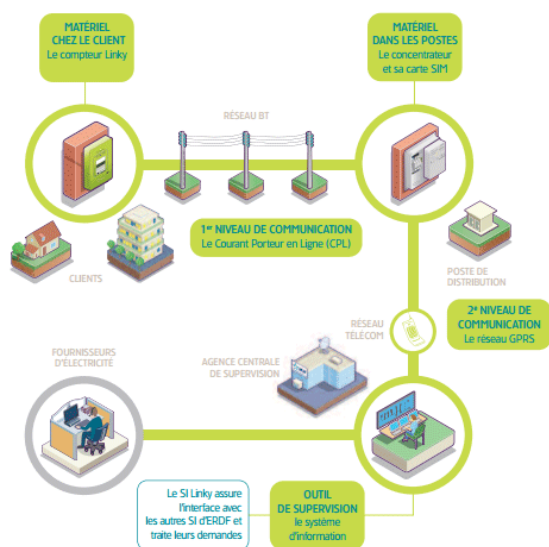 MATÉRIEL
CHEZ LE CLIENT
Le compteur Linky
MATÉRIEL
DANS LES POSTES
Le concentrateur
et sa carte SIM
RÉSEAU BT
1er NIVEAU DE COMMUNICATION
Le Courant Porteur en Ligne (CPL)
CLIENTS
POSTE DE
DISTRIBUTION
2e NIVEAU DE
COMMUNICATION
Le réseau GPRS
RÉSEAU
TÉLÉCOM
FOURNISSEURS
D'ÉLECTRICITÉ
AGENCE CENTRALE
DE SUPERVISION
Le SI Linky assure
l'interface avec
les autres SI d'ERDF et
traite leurs demandes
OUTIL
DE SUPERVISION
le système
d'information